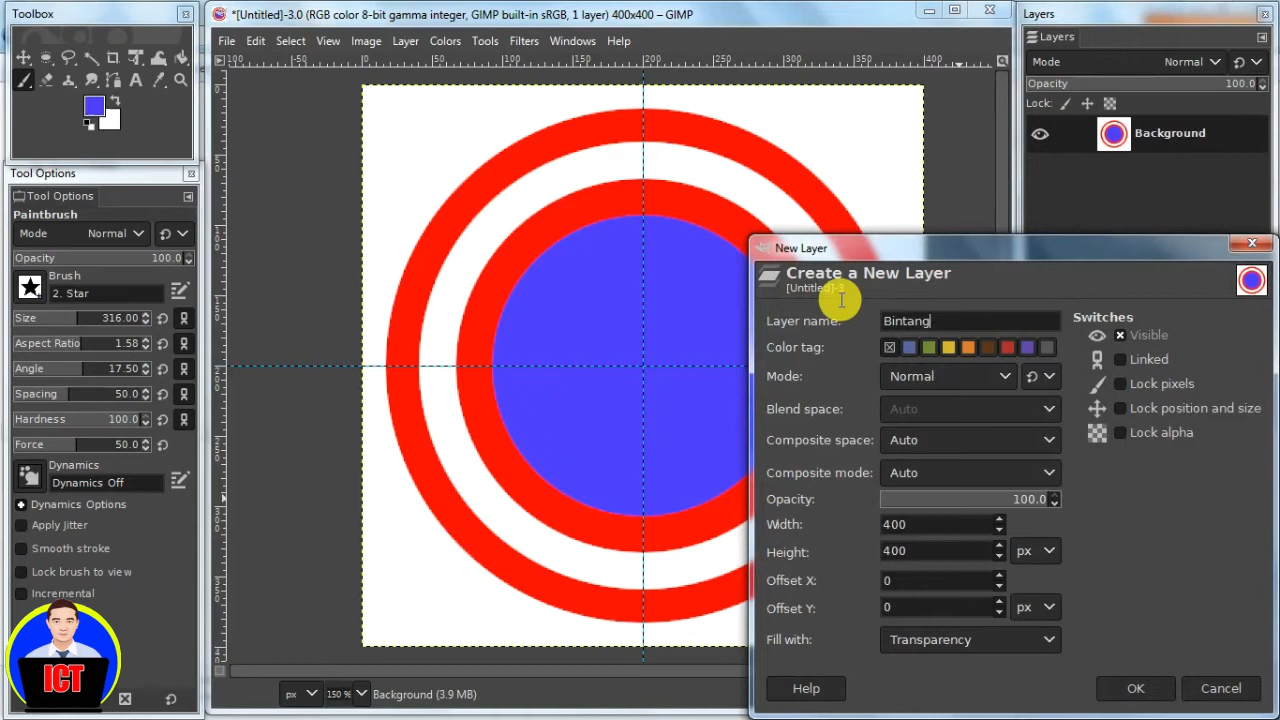 Toolbox
*[Untitled]-3.0 (RGB color 8-bit gamma integer, GIMP built-in sRGB, 1 layer) 400x400 – GIMP
Layers
File Edit Select View Image Layer Colors Tools Filters Windows Help
Layers
Mode Normal
Opacity 100.0
Lock:
Background
Tool Options
Tool Options
Paintbrush
Mode Normal
Opacity 100.0
Brush
2. Star
Size 316.00
Aspect Ratio 1.58
Angle 17.50
Spacing 50.0
Hardness 100.0
Force 50.0
Dynamics
Dynamics Off
Dynamics Options
Apply Jitter
Smooth stroke
Lock brush to view
Incremental
ICT
New Layer
Create a New Layer
[Untitled]-3
Layer name: Bintang
Color tag:
Mode: Normal
Blend space: Auto
Composite space: Auto
Composite mode: Auto
Opacity: 100.0
Width: 400
Height: 400 px
Offset X: 0
Offset Y: 0 px
Fill with: Transparency
Switches
Visible
Linked
Lock pixels
Lock position and size
Lock alpha
Help OK Cancel
px 150 % Background (3.9 MB)